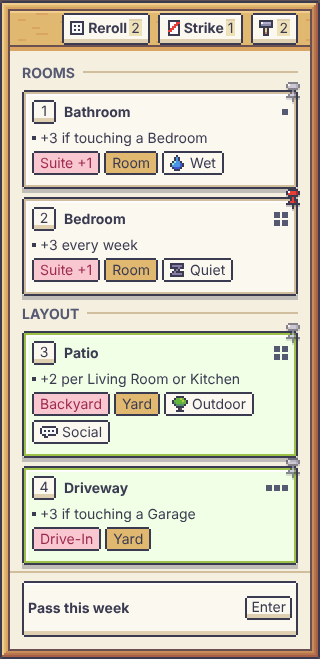 Reroll 2 Strike 1 2
ROOMS
1 Bathroom
+3 if touching a Bedroom
Suite +1 Room Wet
2 Bedroom
+3 every week
Suite +1 Room Quiet
LAYOUT
3 Patio
+2 per Living Room or Kitchen
Backyard Yard Outdoor
Social
4 Driveway
+3 if touching a Garage
Drive-In Yard
Pass this week Enter